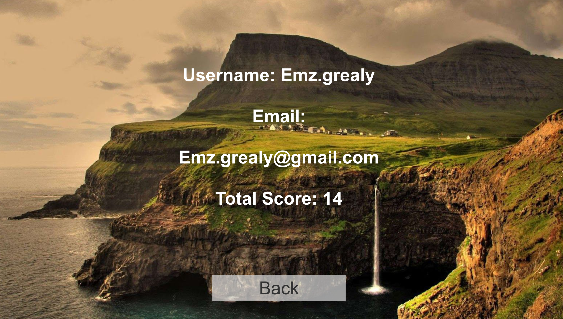 Username: Emz.grealy
Email:
Emz.grealy@gmail.com
Total Score: 14
Back